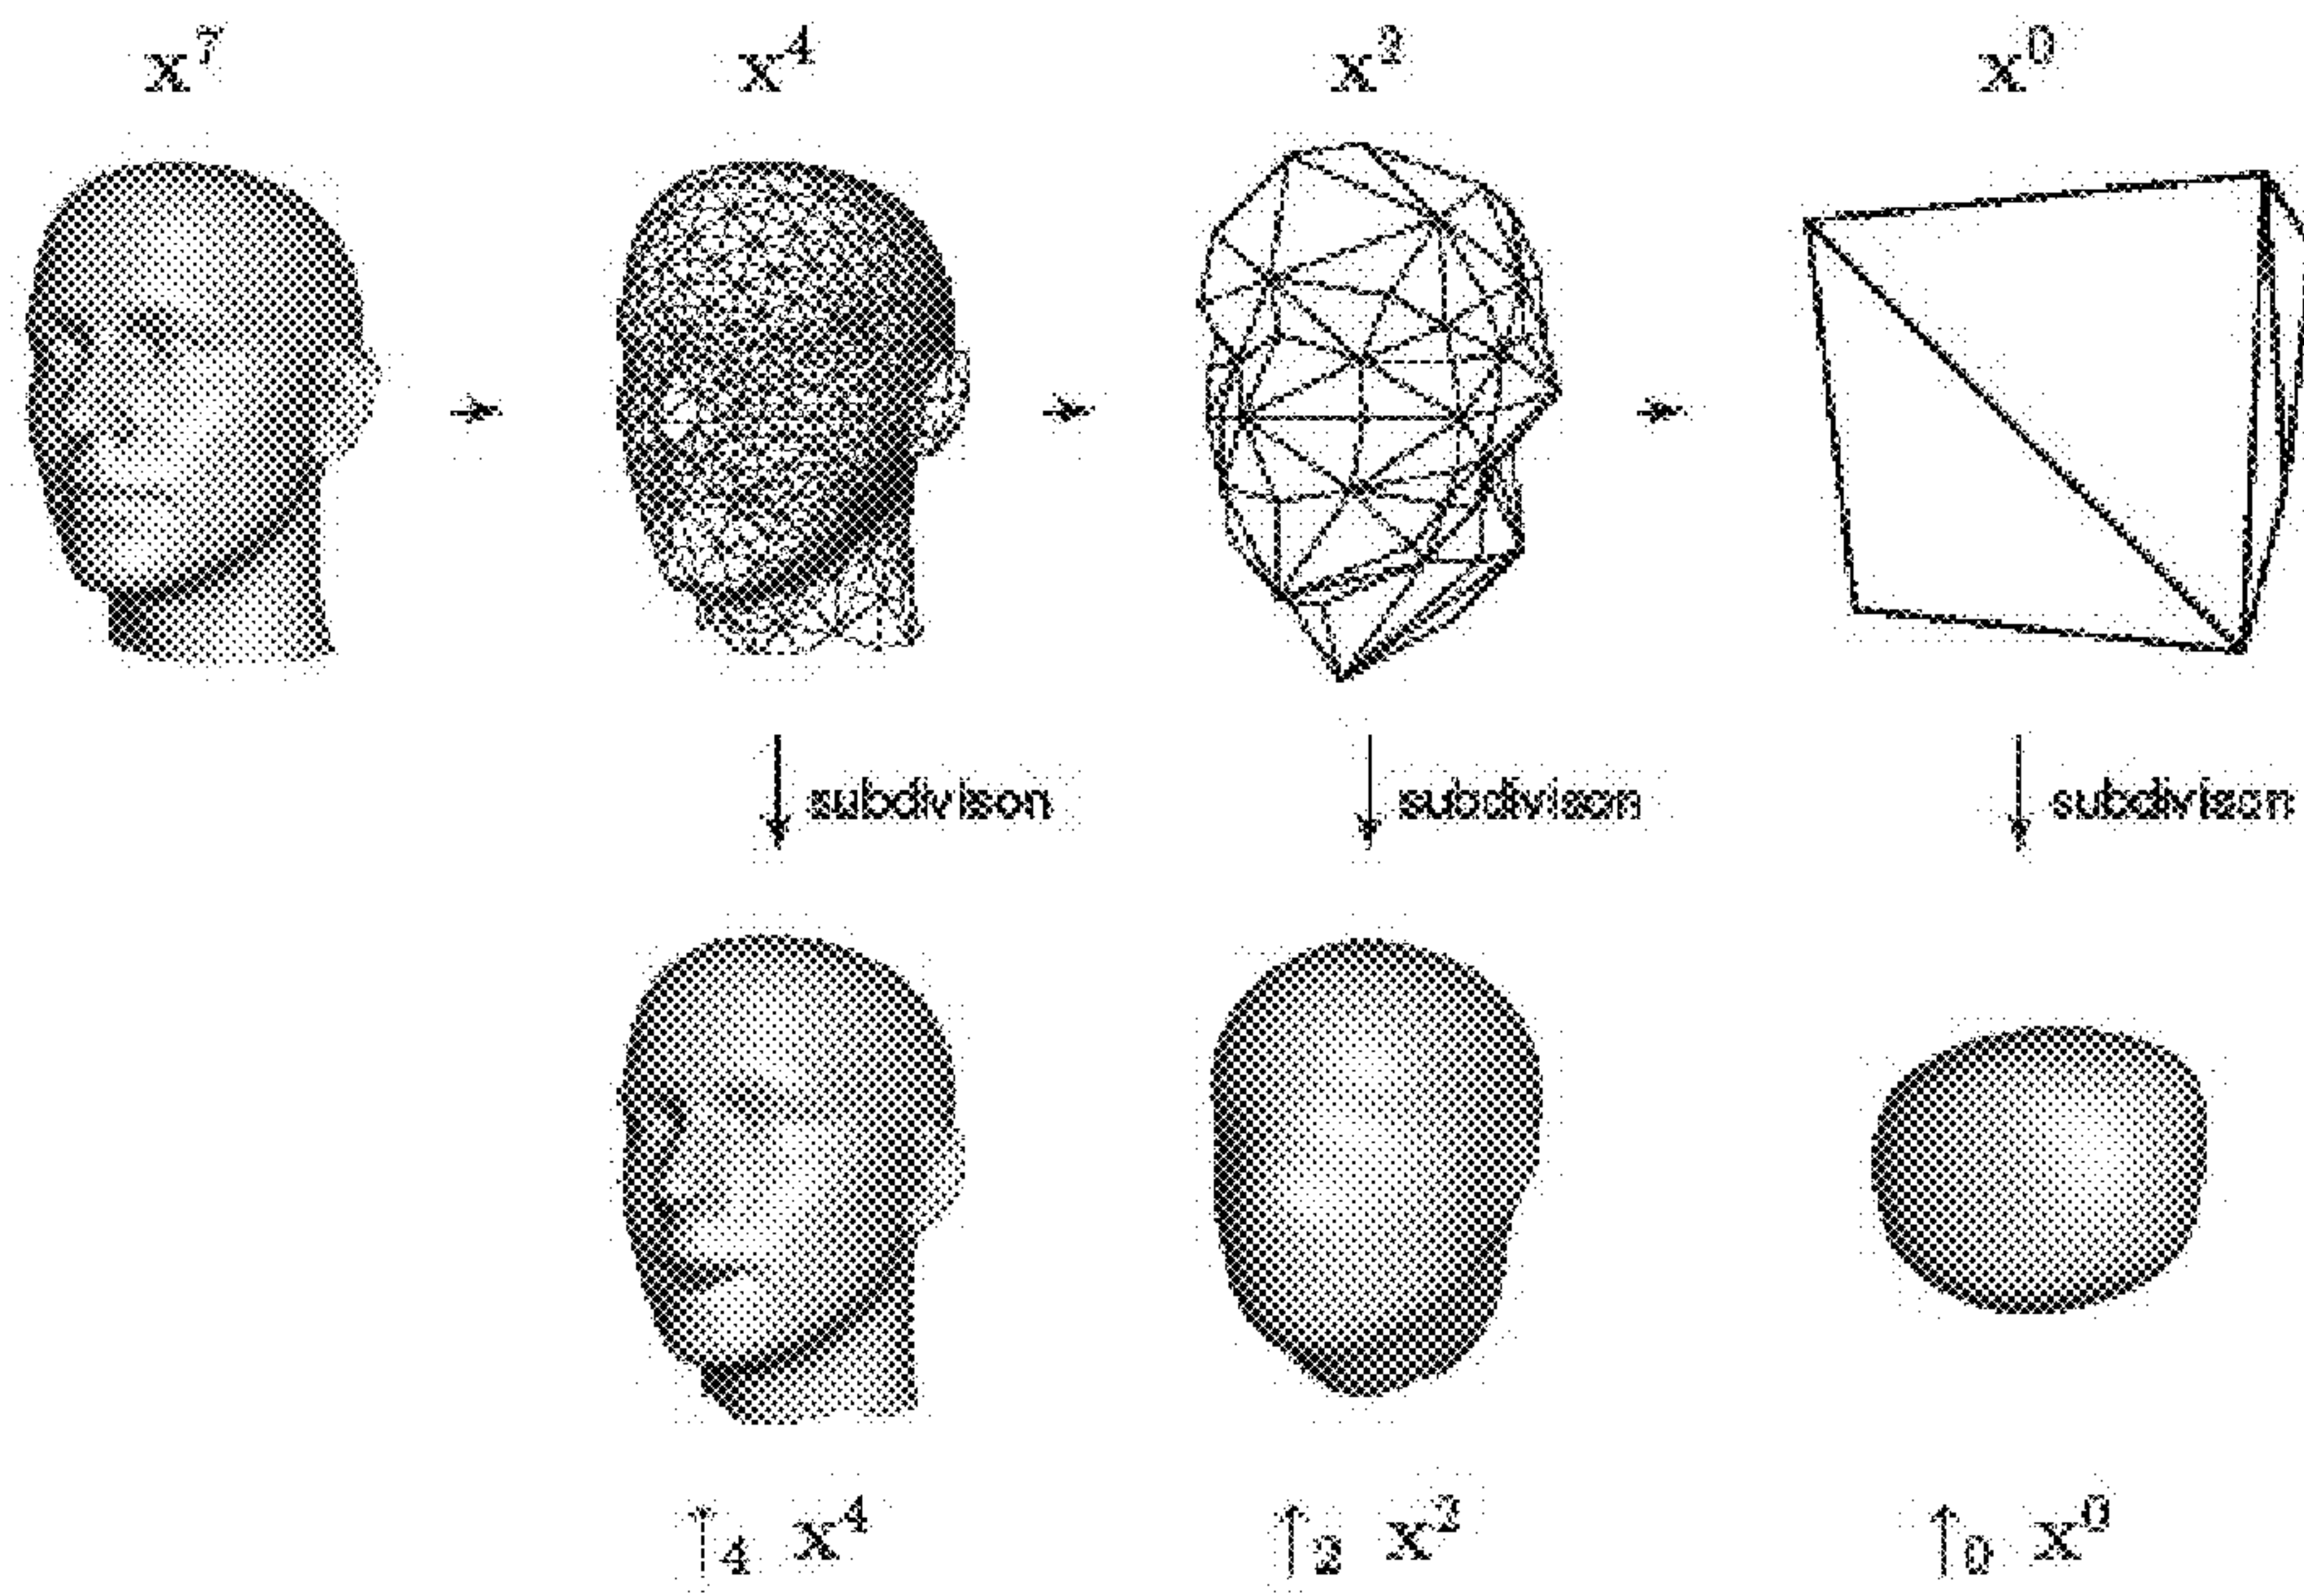 x⁷ x⁴ x² x⁰
subdivison subdivison subdivison
↑₄ x⁴ ↑₂ x² ↑₀ x⁰